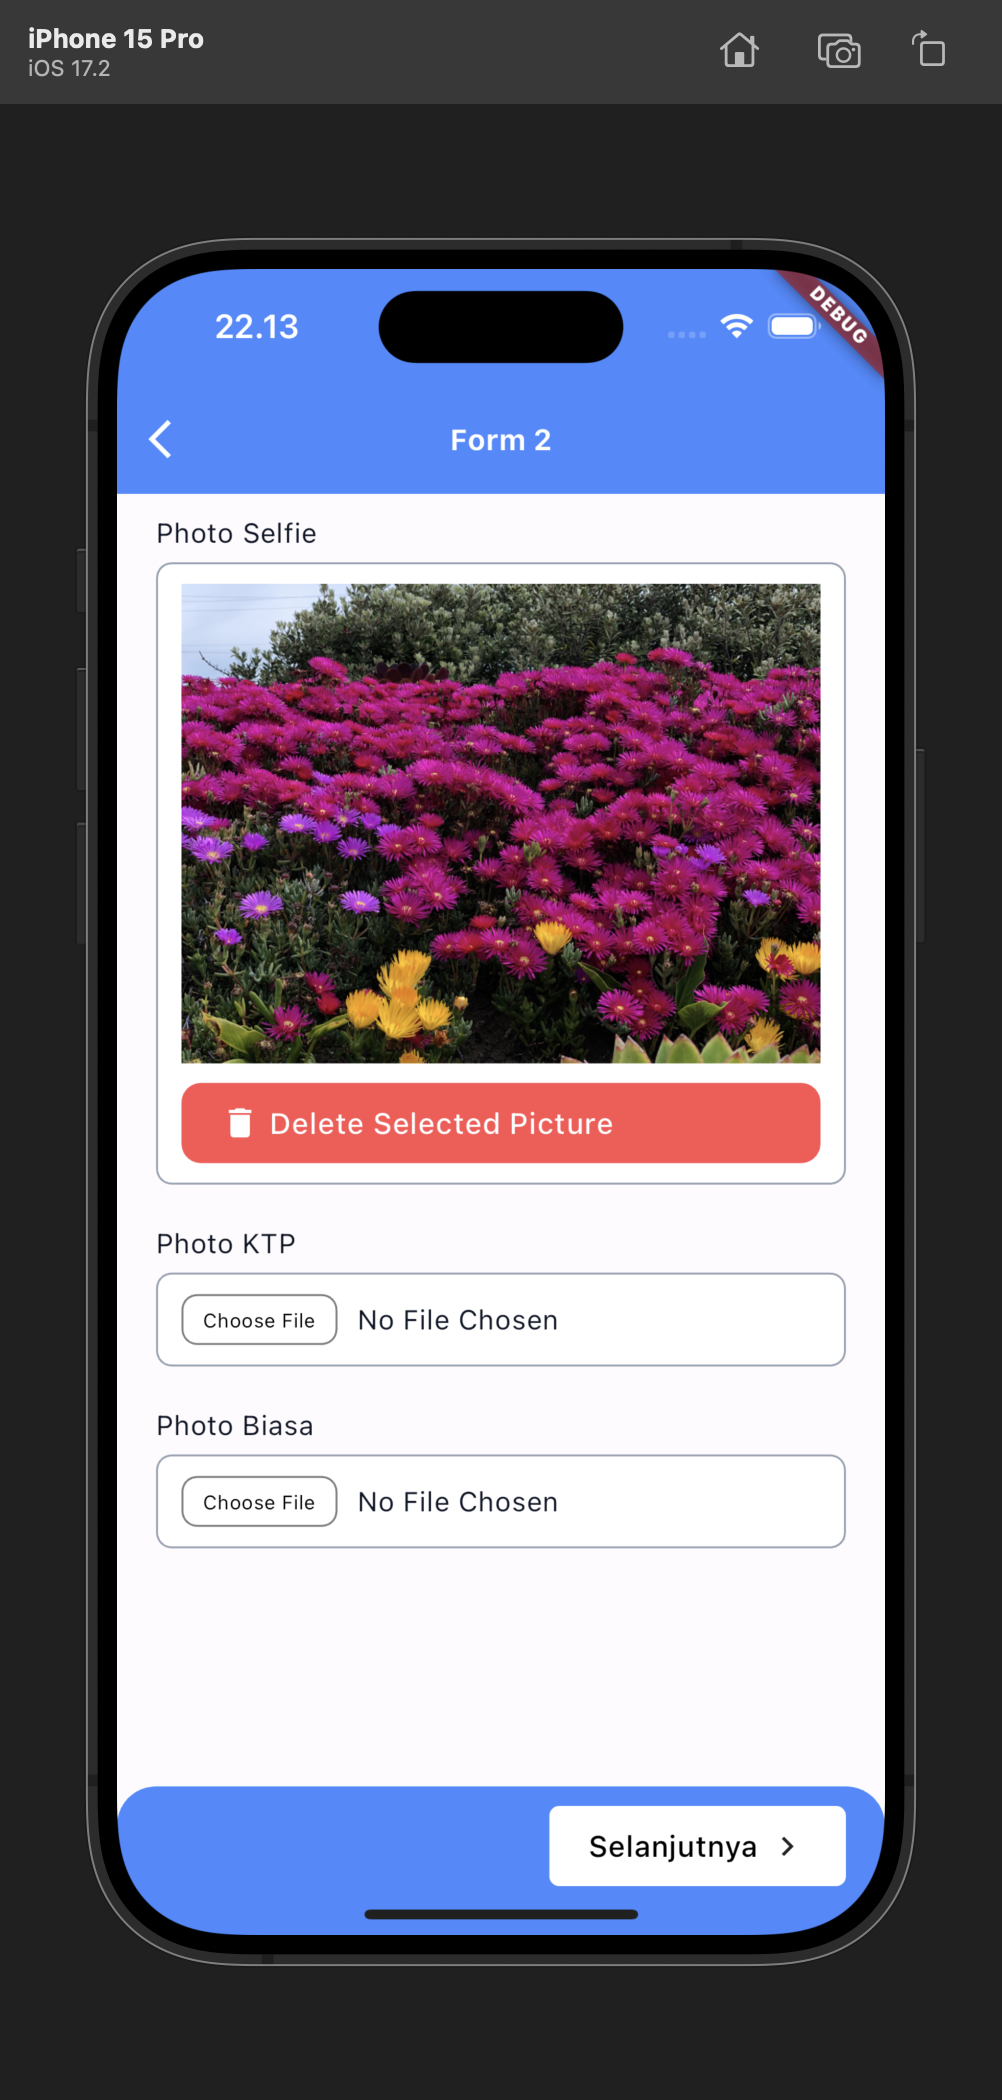 iPhone 15 Pro
iOS 17.2
22.13
DEBUG
Form 2
Photo Selfie
Delete Selected Picture
Photo KTP
Choose File
No File Chosen
Photo Biasa
Choose File
No File Chosen
Selanjutnya